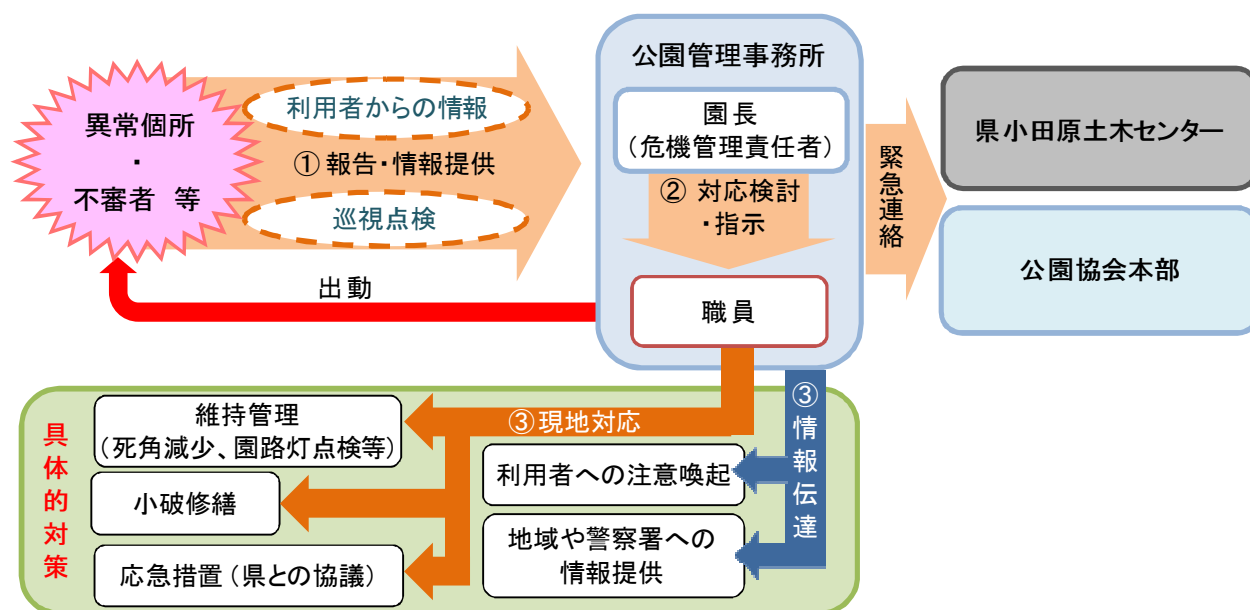 異常個所
・
不審者 等
利用者からの情報
①報告・情報提供
巡視点検
出動
公園管理事務所
園長
(危機管理責任者)
② 対応検討
・指示
職員
緊急連絡
県小田原土木センター
公園協会本部
具体的対策
維持管理
(死角減少、園路灯点検等)
小破修繕
応急措置(県との協議)
③現地対応
利用者への注意喚起
地域や警察署への
情報提供
③情報伝達